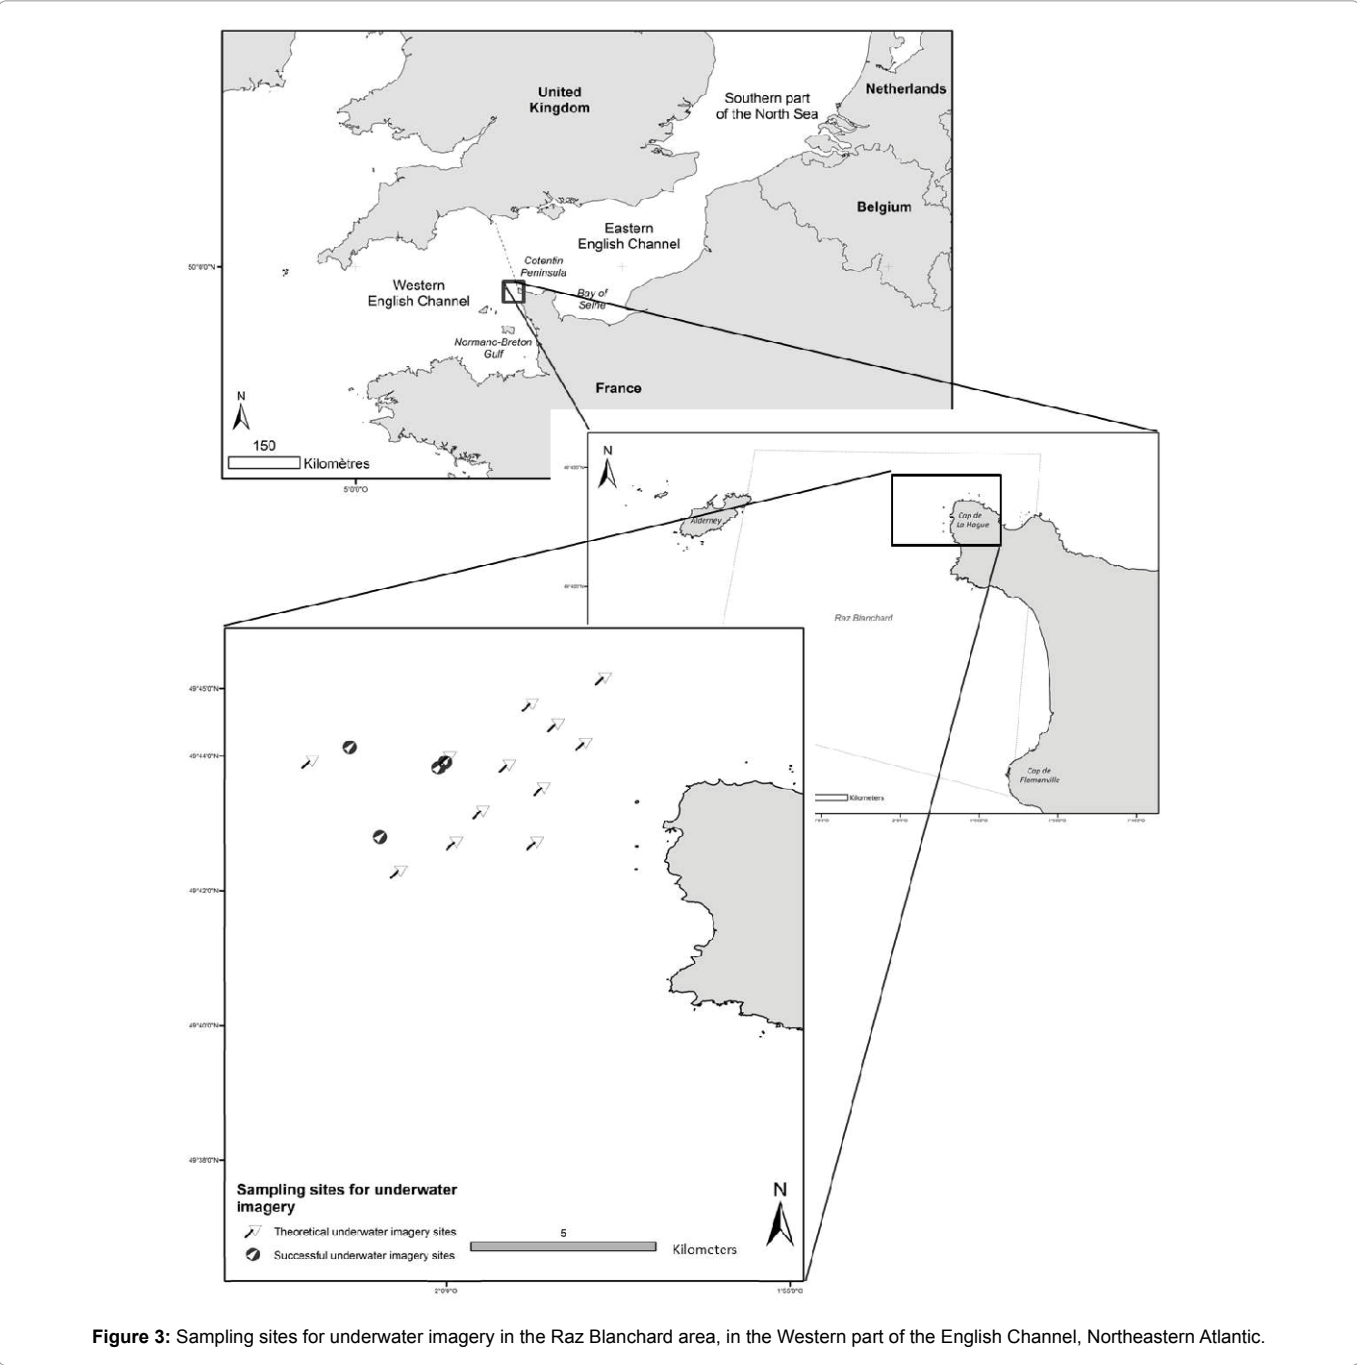 United
Kingdom
Southern part
of the North Sea
Netherlands
Belgium
Eastern
English Channel
Cotentin
Peninsula
50°0'0"N
Western
English Channel
Bay of
Seine
Normano-Breton
Gulf
France
N
150
Kilomètres
5°0'0"O
N
Alderney
Cap de
La Hague
Raz Blanchard
Cap de
Flamanville
Kilometers
49°45'0"N
49°44'0"N
49°42'0"N
49°40'0"N
49°38'0"N
Sampling sites for underwater
imagery
Theoretical underwater imagery sites
Successful underwater imagery sites
5
Kilometers
N
2°0'0"O
1°55'0"O
Figure 3: Sampling sites for underwater imagery in the Raz Blanchard area, in the Western part of the English Channel, Northeastern Atlantic.